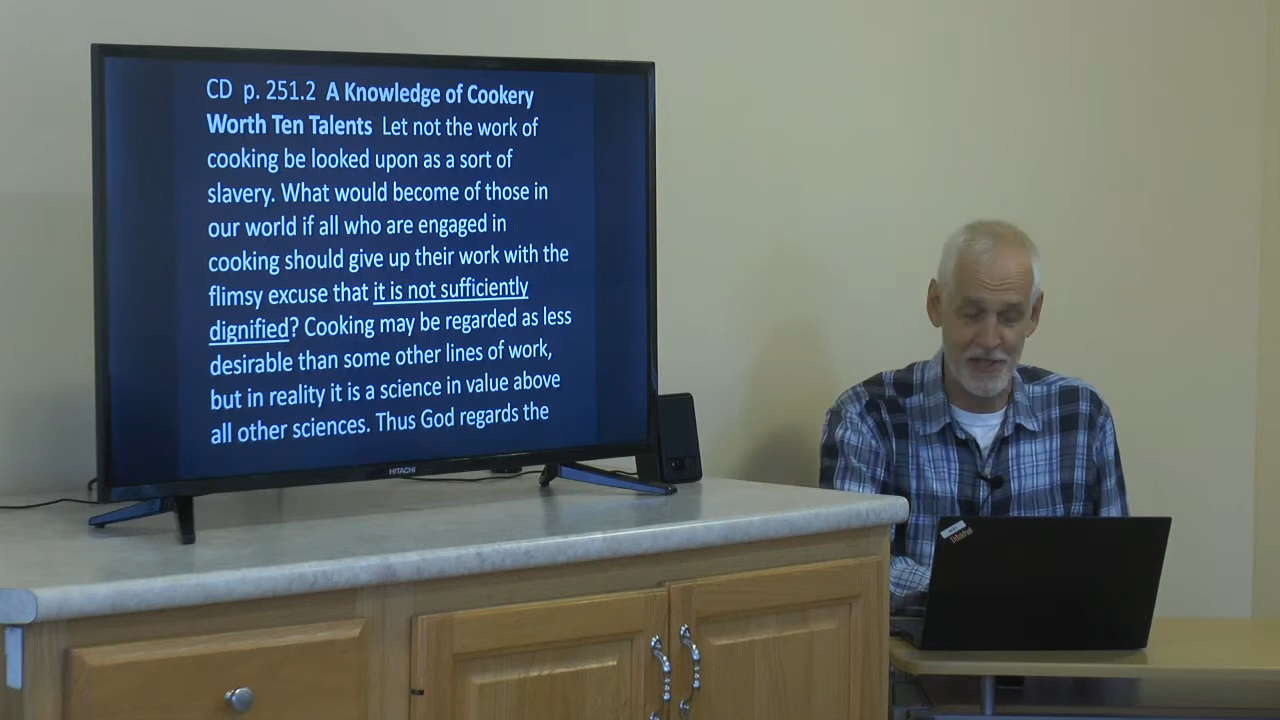 CD p. 251.2 A Knowledge of Cookery
Worth Ten Talents Let not the work of
cooking be looked upon as a sort of
slavery. What would become of those in
our world if all who are engaged in
cooking should give up their work with the
flimsy excuse that it is not sufficiently
dignified? Cooking may be regarded as less
desirable than some other lines of work,
but in reality it is a science in value above
all other sciences. Thus God regards the
HITACHI
ThinkPad